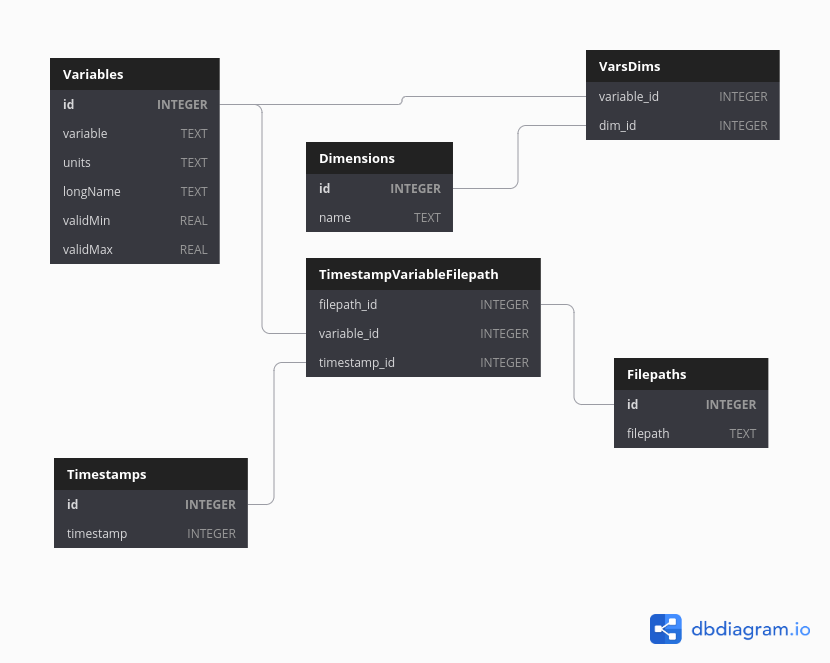 Variables
id INTEGER
variable TEXT
units TEXT
longName TEXT
validMin REAL
validMax REAL
VarsDims
variable_id INTEGER
dim_id INTEGER
Dimensions
id INTEGER
name TEXT
TimestampVariableFilepath
filepath_id INTEGER
variable_id INTEGER
timestamp_id INTEGER
Filepaths
id INTEGER
filepath TEXT
Timestamps
id INTEGER
timestamp INTEGER
dbdiagram.io